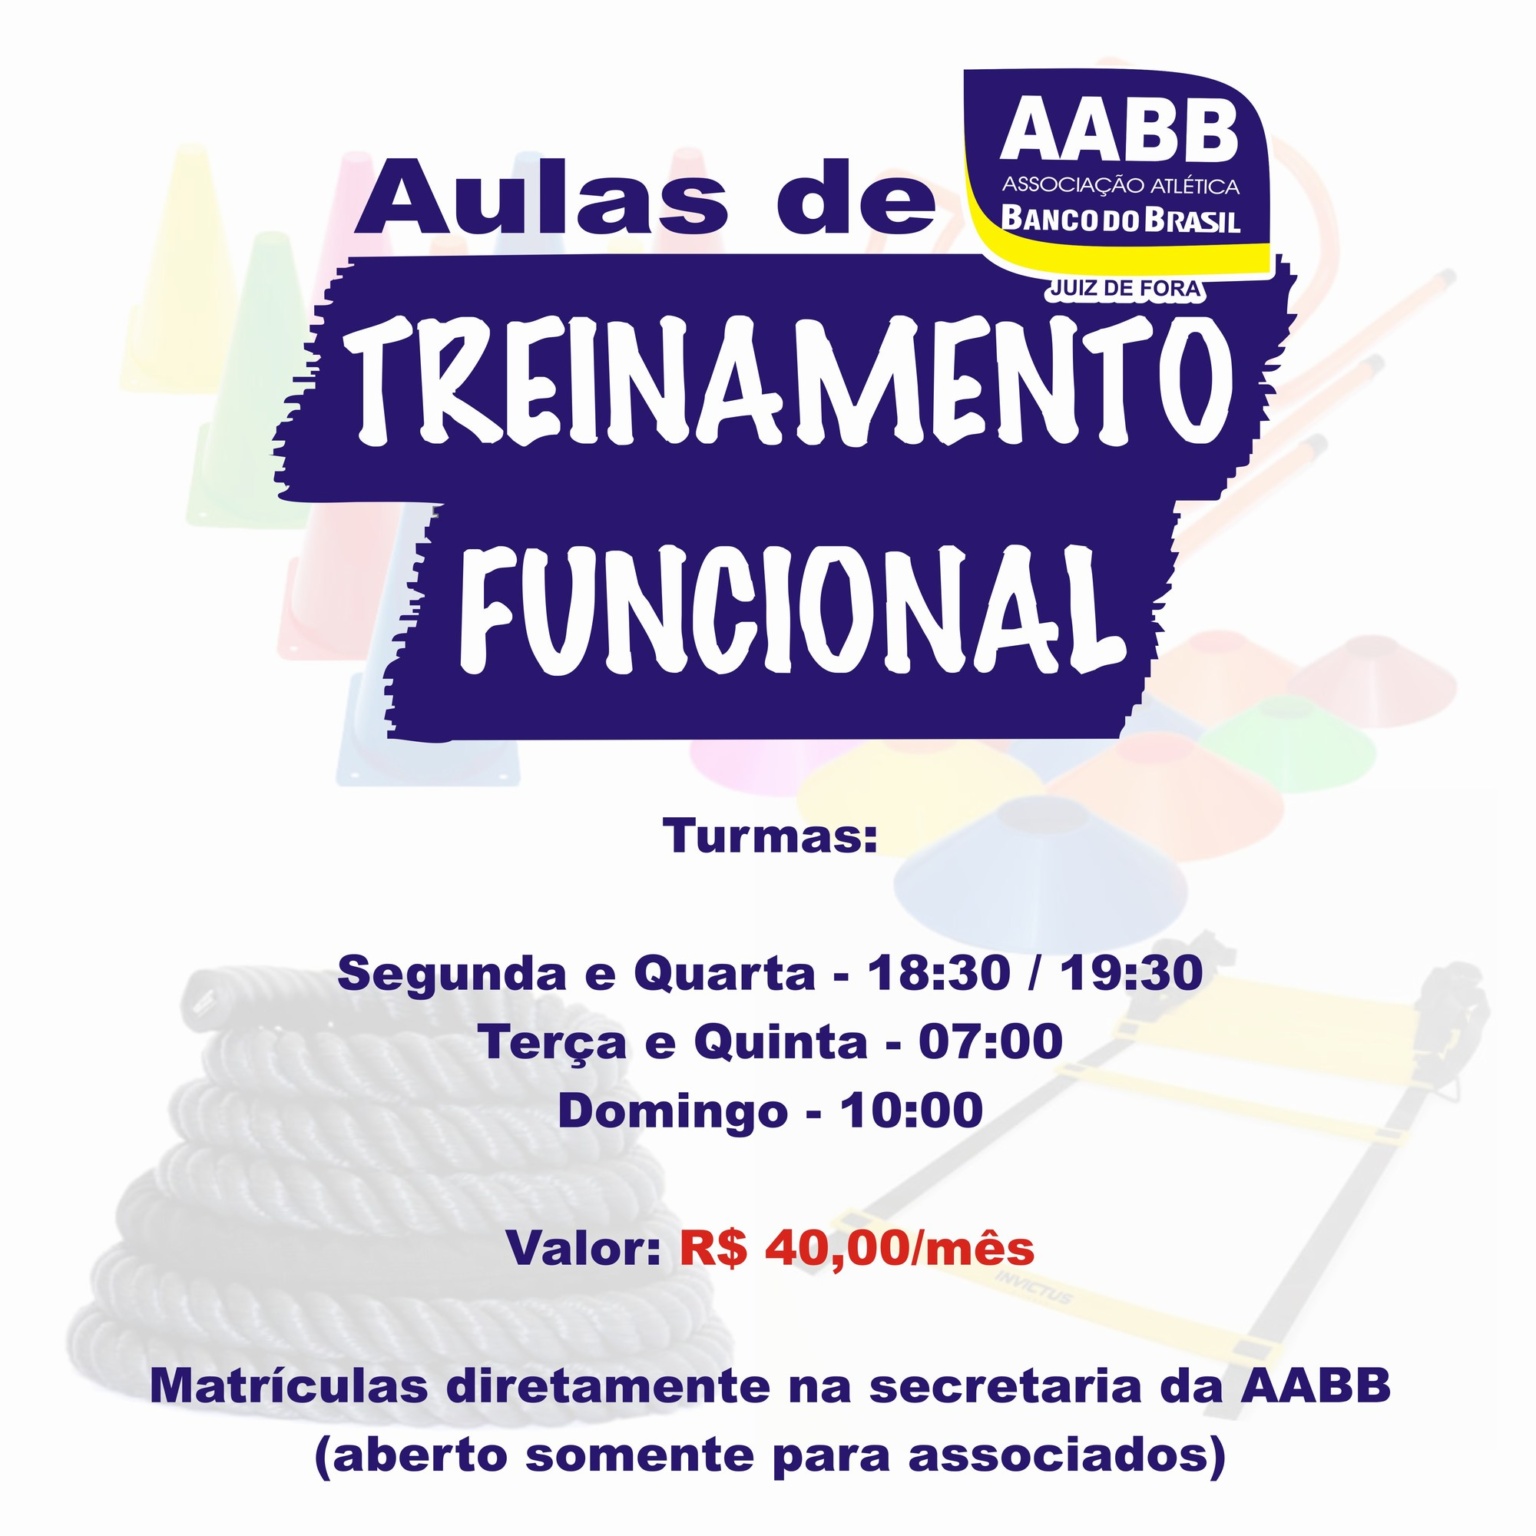 Aulas de
AABB
ASSOCIAÇÃO ATLÉTICA
BANCO DO BRASIL
JUIZ DE FORA
TREINAMENTO
FUNCIONAL
Turmas:
Segunda e Quarta - 18:30 / 19:30
Terça e Quinta - 07:00
Domingo - 10:00
Valor: R$ 40,00/mês
INVICTUS
Matrículas diretamente na secretaria da AABB
(aberto somente para associados)